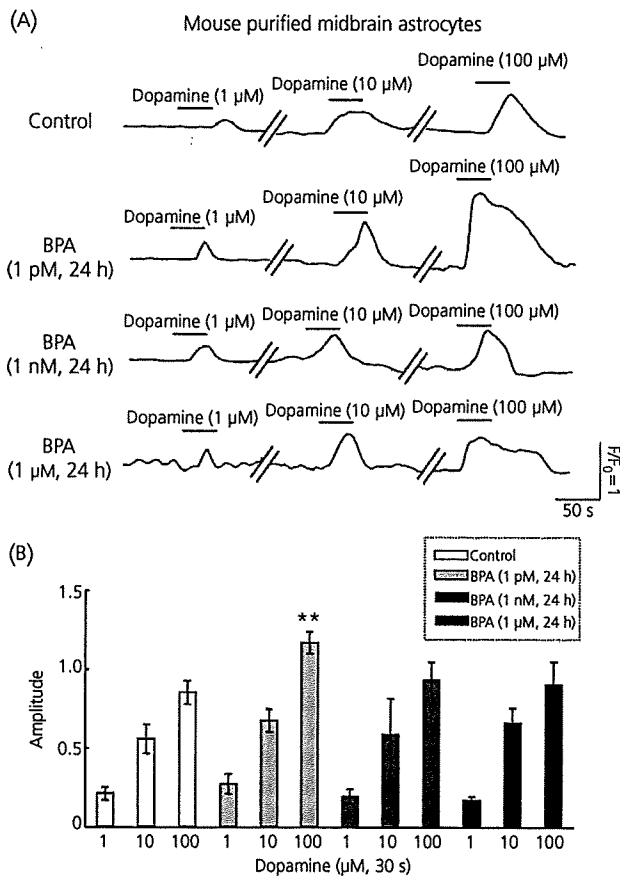 (A)
Mouse purified midbrain astrocytes
Control
Dopamine (1 μM)
Dopamine
(10 μM)
Dopamine (100 μM)
BPA
(1 pM, 24 h)
Dopamine (1 μM)
Dopamine
(10 μM)
Dopamine (100 μM)
BPA
(1 nM, 24 h)
Dopamine (1 μM)
Dopamine (10 μM)
Dopamine (100 μM)
BPA
(1 μM, 24 h)
Dopamine (1 μM)
Dopamine (10 μM)
Dopamine (100 μM)
F/F0=1
50 s
(B)
Control
BPA (1 pM, 24 h)
BPA (1 nM, 24 h)
BPA (1 μM, 24 h)
Amplitude
1.5
1.0
0.5
0
**
1 10 100 1 10 100 1 10 100 1 10 100
Dopamine (μM, 30 s)